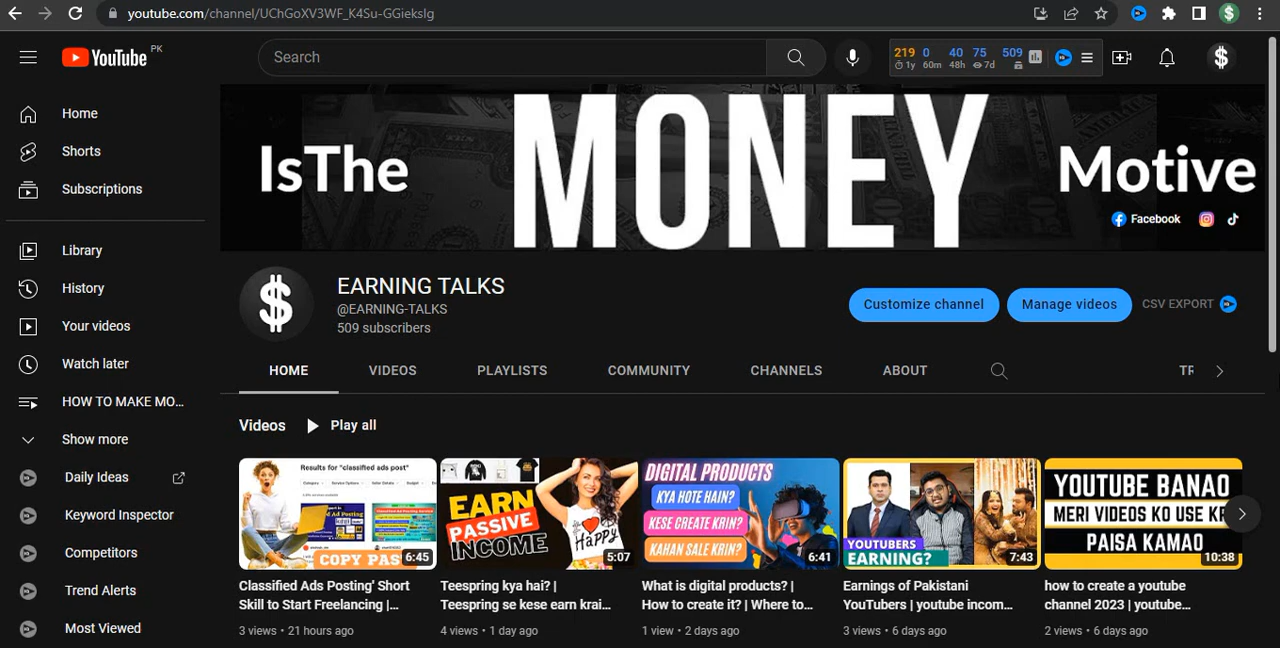 youtube.com/channel/UChGoXV3WF_K4Su-GGiekslg
YouTube PK
Search
219 0 40 75 509
1y 60m 48h 7d
Home
Shorts
Subscriptions
Library
History
Your videos
Watch later
HOW TO MAKE MO...
Show more
Daily Ideas
Keyword Inspector
Competitors
Trend Alerts
Most Viewed
IsThe MONEY Motive
Facebook
EARNING TALKS
@EARNING-TALKS
509 subscribers
Customize channel
Manage videos
CSV EXPORT
HOME VIDEOS PLAYLISTS COMMUNITY CHANNELS ABOUT
Videos
Play all
Results for "classified ads post"
COPY PAS
6:45
Classified Ads Posting' Short
Skill to Start Freelancing |...
3 views • 21 hours ago
EARN
PASSIVE
INCOME
I
Happy
5:07
Teespring kya hai? |
Teespring se kese earn krai...
4 views • 1 day ago
DIGITAL PRODUCTS
KYA HOTE HAIN?
KESE CREATE KRIN?
KAHAN SALE KRIN?
6:41
What is digital products? |
How to create it? | Where to...
1 view • 2 days ago
YOUTUBERS
EARNING?
7:43
Earnings of Pakistani
YouTubers | youtube incom...
3 views • 6 days ago
YOUTUBE BANAO
MERI VIDEOS KO USE KR
PAISA KAMAO
10:38
how to create a youtube
channel 2023 | youtube...
2 views • 6 days ago